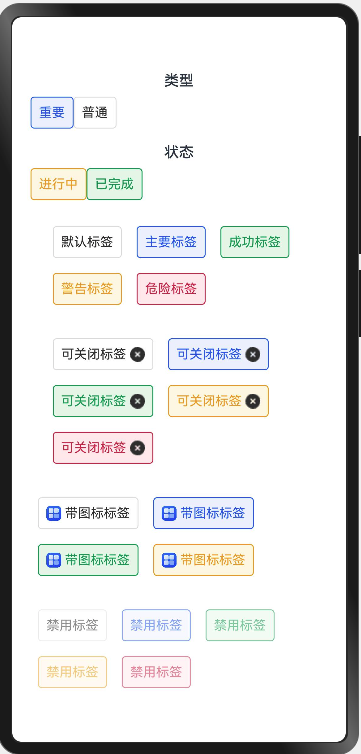 类型
重要 普通
状态
进行中 已完成
默认标签 主要标签 成功标签
警告标签 危险标签
可关闭标签 可关闭标签
可关闭标签 可关闭标签
可关闭标签
带图标标签 带图标标签
带图标标签 带图标标签
禁用标签 禁用标签 禁用标签
禁用标签 禁用标签